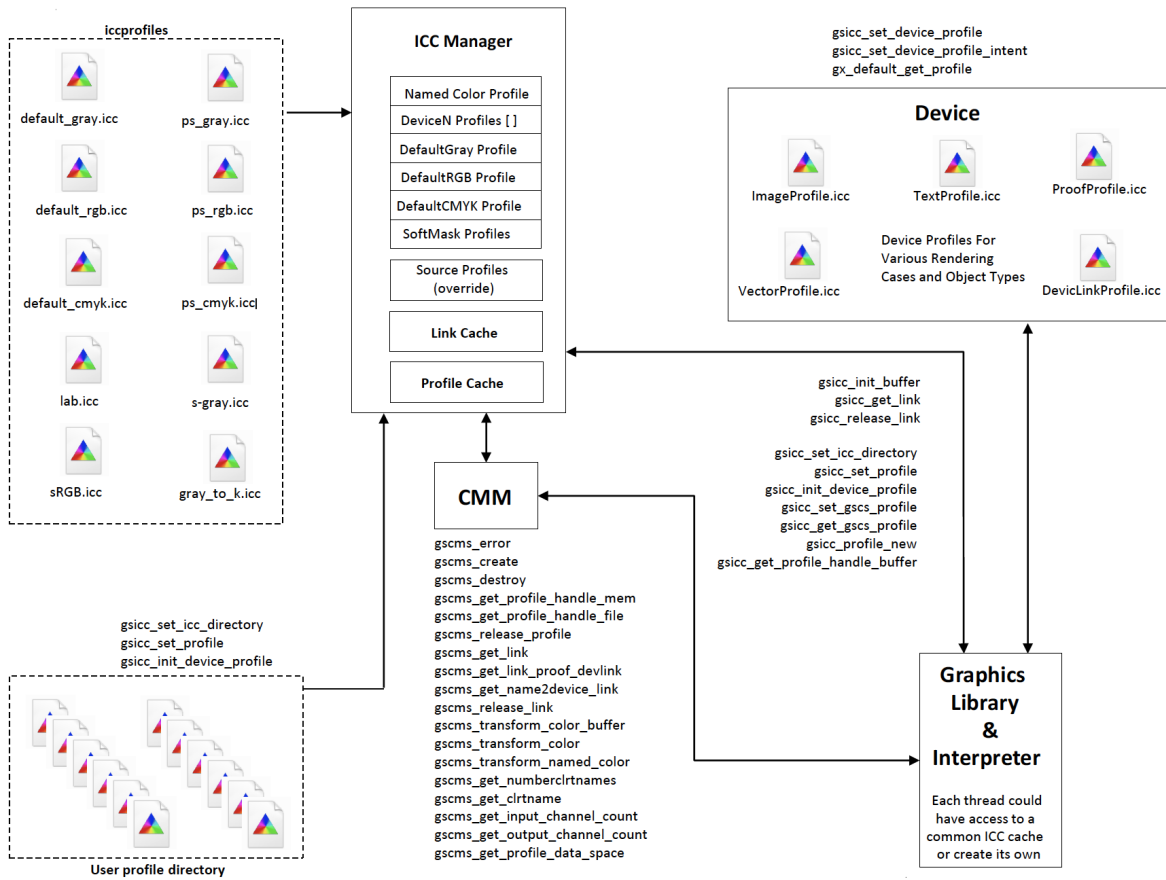 iccprofiles
default_gray.icc
ps_gray.icc
default_rgb.icc
ps_rgb.icc
default_cmyk.icc
ps_cmyk.icc
lab.icc
s-gray.icc
sRGB.icc
gray_to_k.icc
ICC Manager
Named Color Profile
DeviceN Profiles [ ]
DefaultGray Profile
DefaultRGB Profile
DefaultCMYK Profile
SoftMask Profiles
Source Profiles
(override)
Link Cache
Profile Cache
gsicc_set_device_profile
gsicc_set_device_profile_intent
gx_default_get_profile
Device
ImageProfile.icc
TextProfile.icc
ProofProfile.icc
VectorProfile.icc
Device Profiles For
Various Rendering
Cases and Object Types
DevicLinkProfile.icc
gsicc_init_buffer
gsicc_get_link
gsicc_release_link
gsicc_set_icc_directory
gsicc_set_profile
gsicc_init_device_profile
gsicc_set_gscs_profile
gsicc_get_gscs_profile
gsicc_profile_new
gsicc_get_profile_handle_buffer
CMM
gscms_error
gscms_create
gscms_destroy
gscms_get_profile_handle_mem
gscms_get_profile_handle_file
gscms_release_profile
gscms_get_link
gscms_get_link_proof_devlink
gscms_get_name2device_link
gscms_release_link
gscms_transform_color_buffer
gscms_transform_color
gscms_transform_named_color
gscms_get_numberclrtnames
gscms_get_clrtname
gscms_get_input_channel_count
gscms_get_output_channel_count
gscms_get_profile_data_space
gsicc_set_icc_directory
gsicc_set_profile
gsicc_init_device_profile
User profile directory
Graphics
Library
&
Interpreter
Each thread could
have access to a
common ICC cache
or create its own